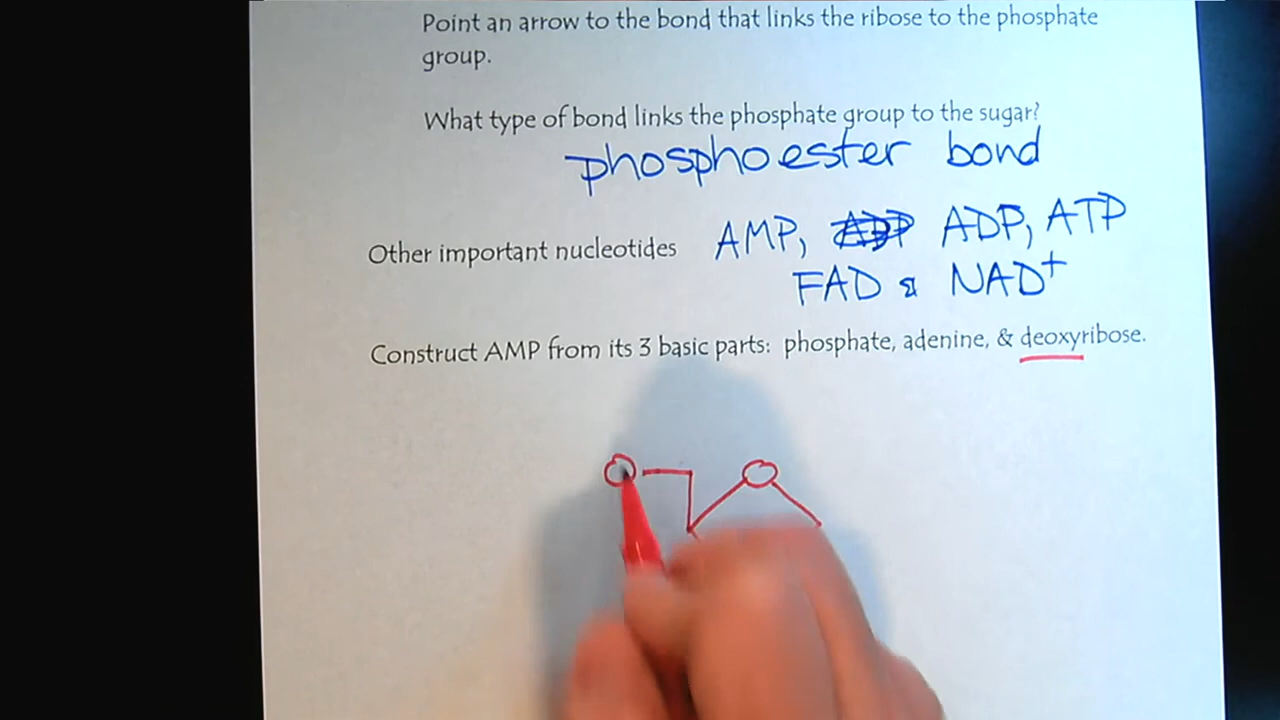 Point an arrow to the bond that links the ribose to the phosphate
group.
What type of bond links the phosphate group to the sugar?
phosphoester bond
Other important nucleotides AMP, ADP ADP, ATP
FAD & NAD+
Construct AMP from its 3 basic parts: phosphate, adenine, & deoxyribose.
O O